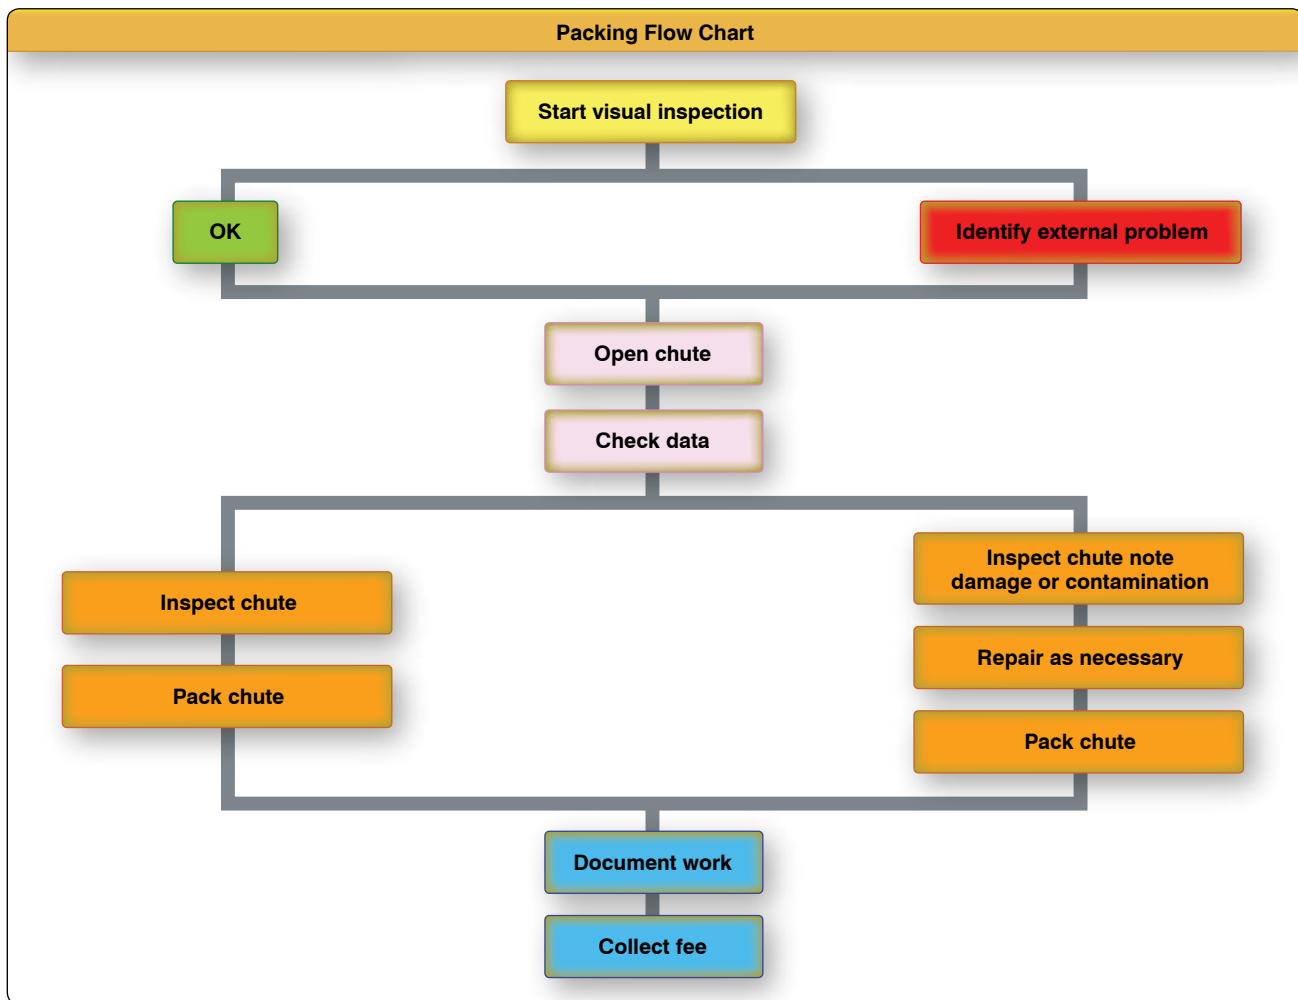 Packing Flow Chart
Start visual inspection
OK
Identify external problem
Open chute
Check data
Inspect chute
Pack chute
Inspect chute note
damage or contamination
Repair as necessary
Pack chute
Document work
Collect fee